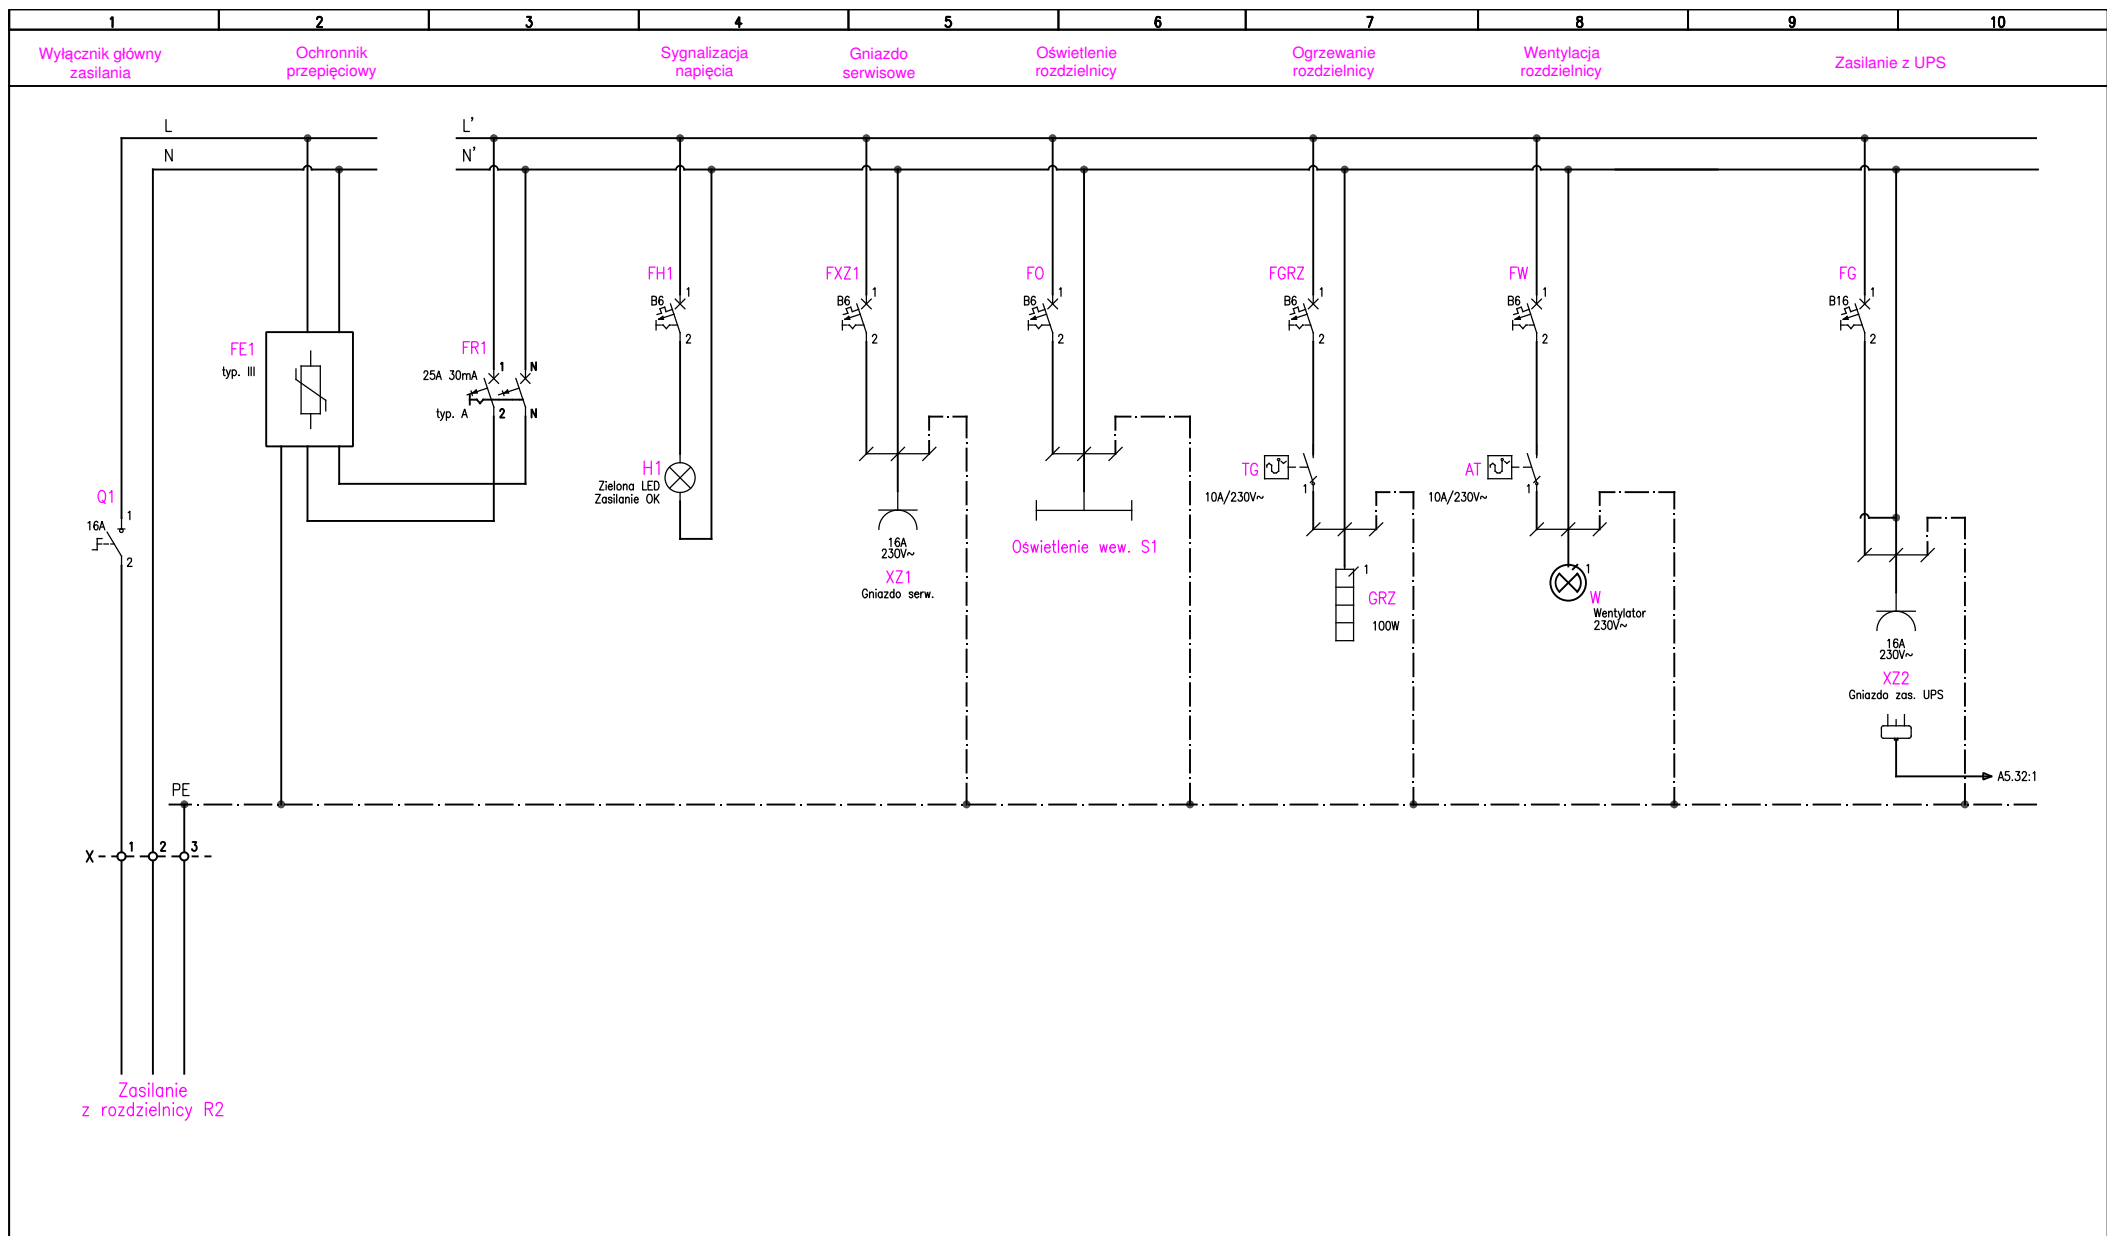 1 2 3 4 5 6 7 8 9 10
Wyłącznik główny
zasilania
Ochronnik
przepięciowy
Sygnalizacja
napięcia
Gniazdo
serwisowe
Oświetlenie
rozdzielnicy
Ogrzewanie
rozdzielnicy
Wentylacja
rozdzielnicy
Zasilanie z UPS
L
N
L'
N'
Q1
16A
1
2
FE1
typ. III
FR1
25A 30mA
typ. A
1
N
2
N
FH1
B6
1
2
H1
Zielona LED
Zasilanie OK
FXZ1
B6
1
2
16A
230V~
XZ1
Gniazdo serw.
FO
B6
1
2
Oświetlenie wew. S1
FGRZ
B6
1
2
TG
10A/230V~
1
1
GRZ
100W
FW
B6
1
2
AT
10A/230V~
1
1
W
Wentylator
230V~
FG
B16
1
2
16A
230V~
XZ2
Gniazdo zas. UPS
A5.32:1
PE
X
1
2
3
Zasilanie
z rozdzielnicy R2